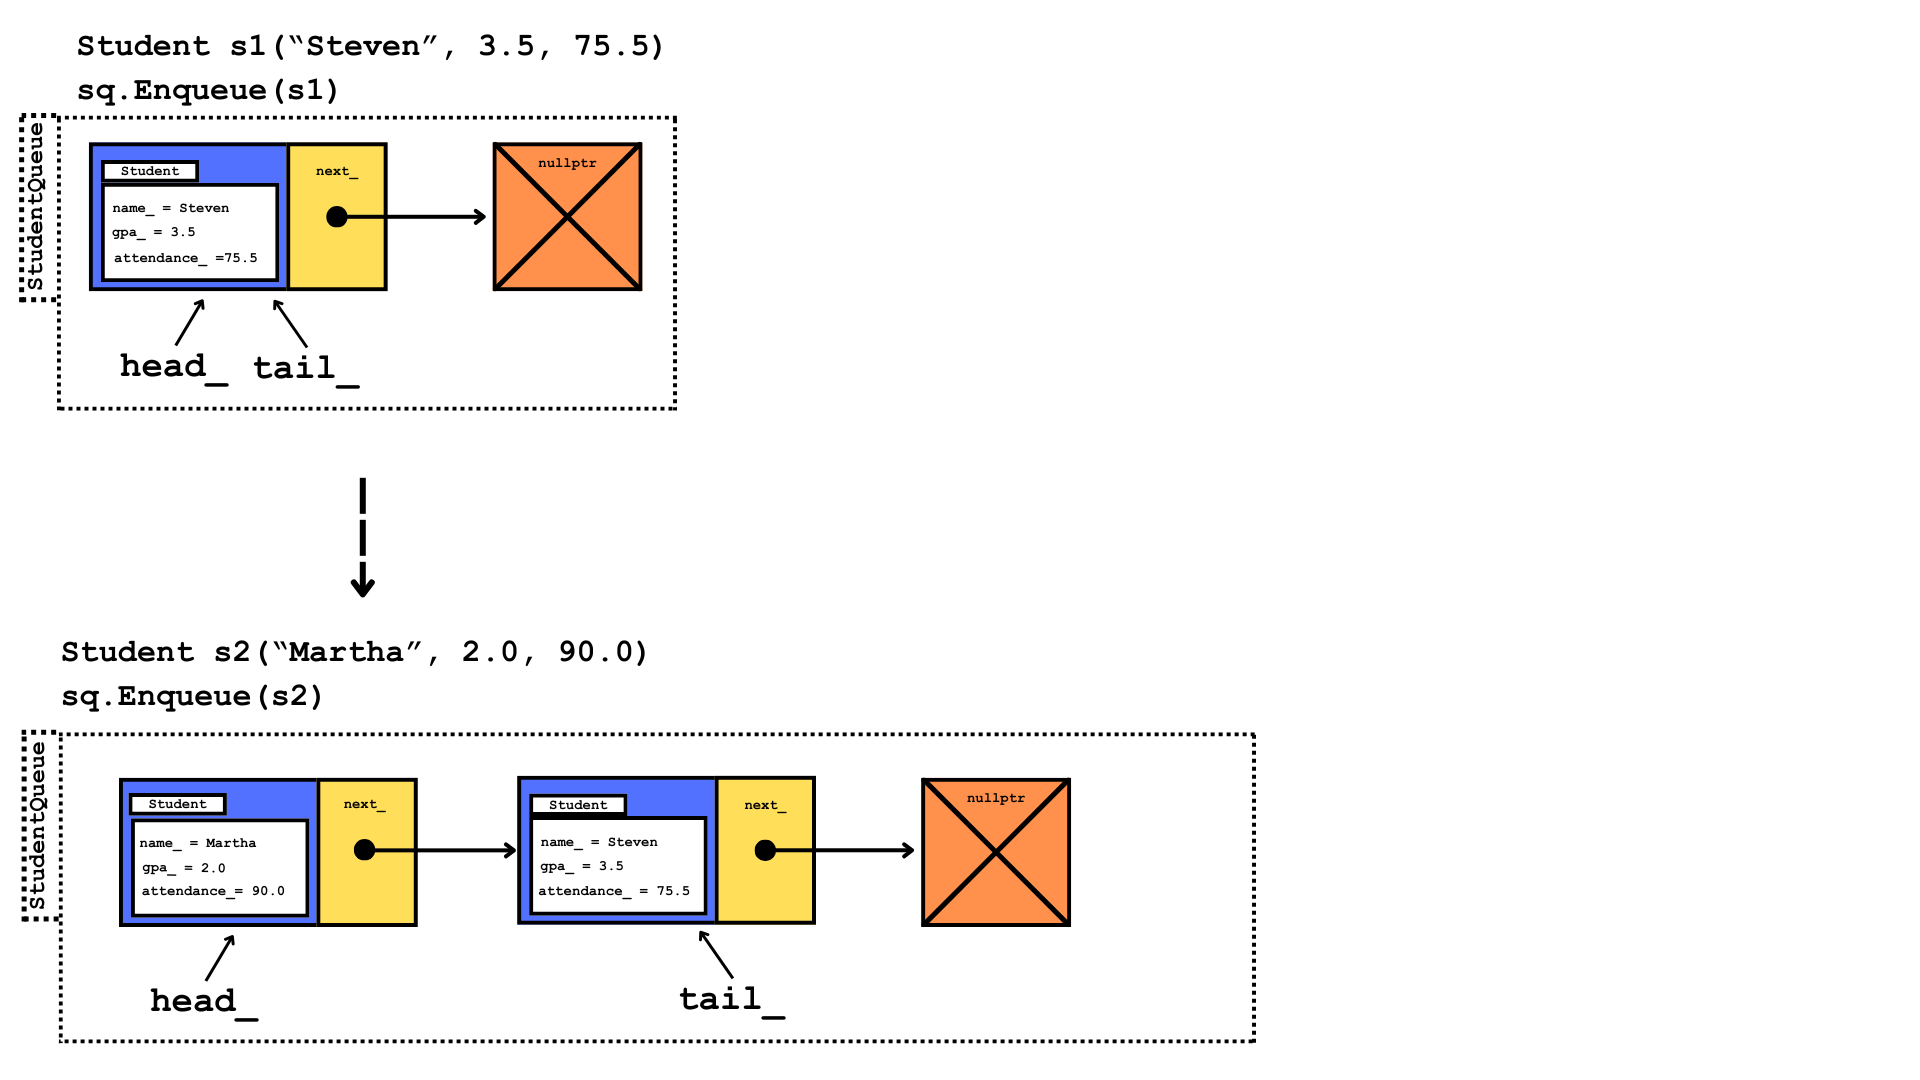 Student s1(“Steven”, 3.5, 75.5)
sq.Enqueue(s1)
StudentQueue
Student
name_ = Steven
gpa_ = 3.5
attendance_ =75.5
next_
nullptr
head_
tail_
Student s2(“Martha”, 2.0, 90.0)
sq.Enqueue(s2)
StudentQueue
Student
name_ = Martha
gpa_ = 2.0
attendance_= 90.0
next_
Student
name_ = Steven
gpa_ = 3.5
attendance_ = 75.5
next_
nullptr
head_
tail_